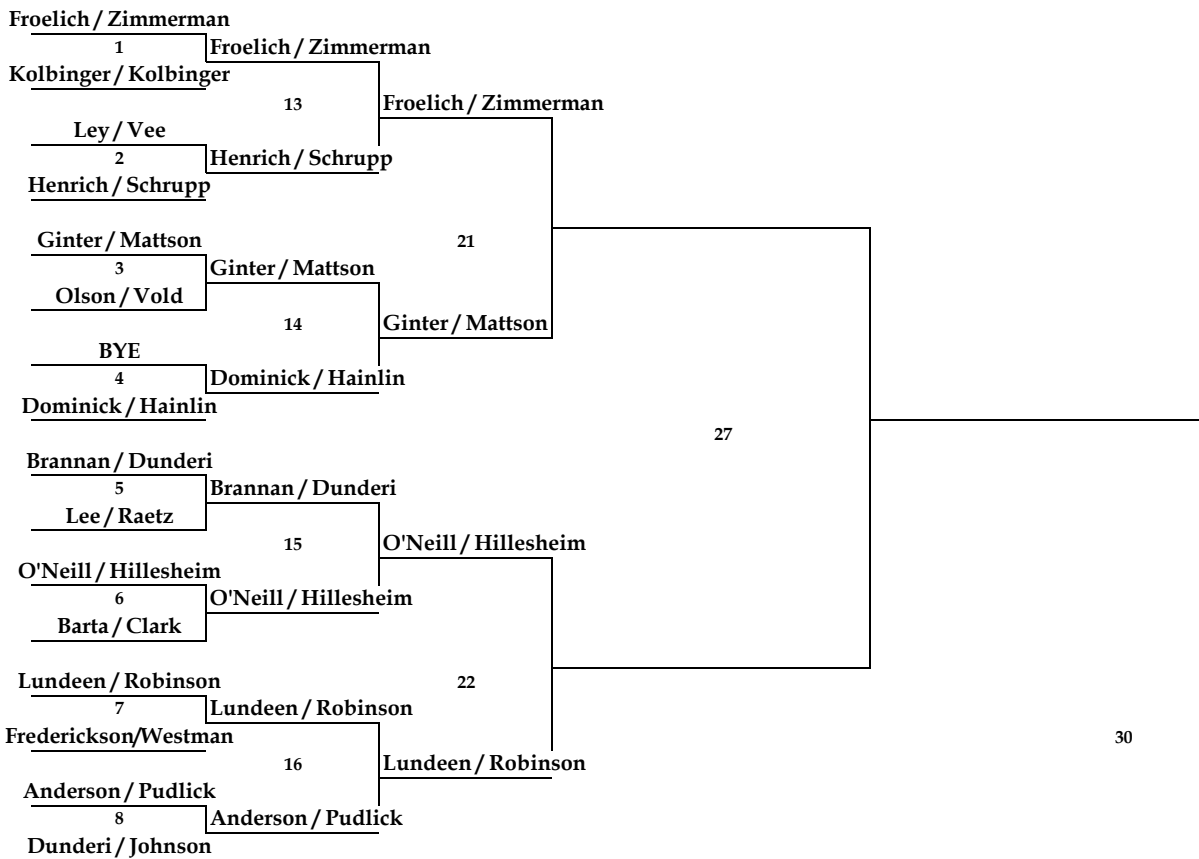 Froelich / Zimmerman
1
Froelich / Zimmerman
Kolbinger / Kolbinger
13
Froelich / Zimmerman
Ley / Vee
2
Henrich / Schrupp
Henrich / Schrupp
Ginter / Mattson
21
3
Ginter / Mattson
Olson / Vold
14
Ginter / Mattson
BYE
4
Dominick / Hainlin
Dominick / Hainlin
27
Brannan / Dunderi
5
Brannan / Dunderi
Lee / Raetz
15
O'Neill / Hillesheim
O'Neill / Hillesheim
6
O'Neill / Hillesheim
Barta / Clark
Lundeen / Robinson
22
7
Lundeen / Robinson
Frederickson/Westman
30
16
Lundeen / Robinson
Anderson / Pudlick
8
Anderson / Pudlick
Dunderi / Johnson